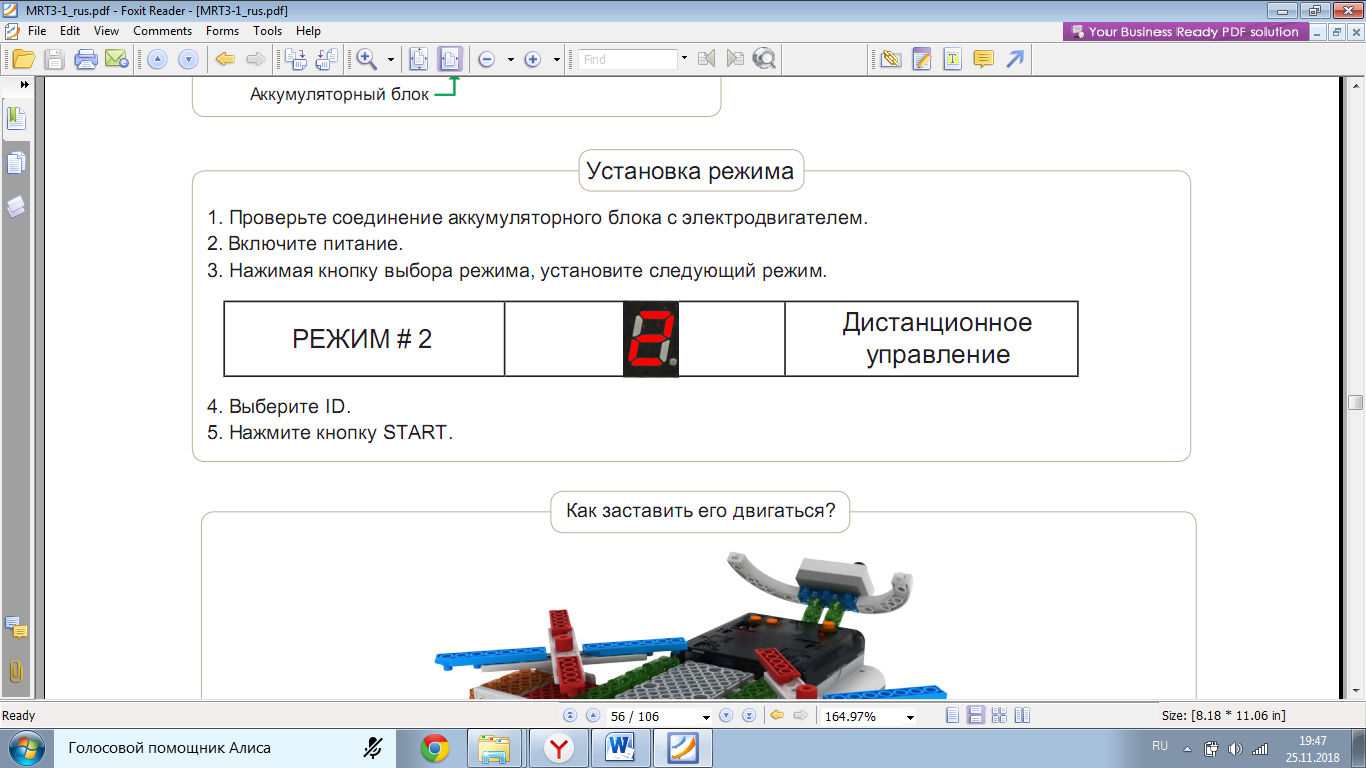 MRT3-1_rus.pdf - Foxit Reader - [MRT3-1_rus.pdf]
File Edit View Comments Forms Tools Help
Your Business Ready PDF solution
Find
Аккумуляторный блок
Установка режима
1. Проверьте соединение аккумуляторного блока с электродвигателем.
2. Включите питание.
3. Нажимая кнопку выбора режима, установите следующий режим.
РЕЖИМ # 2
2
Дистанционное
управление
4. Выберите ID.
5. Нажмите кнопку START.
Как заставить его двигаться?
Ready
56 / 106
164.97%
Size: [8.18 * 11.06 in]
Голосовой помощник Алиса
RU
19:47
25.11.2018